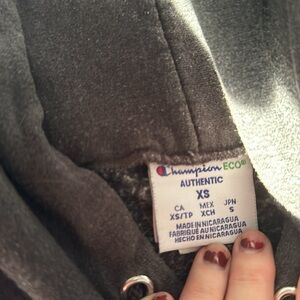 Champion ECO®
AUTHENTIC
XS
CA MEX JPN
XS/TP XCH S
MADE IN NICARAGUA
FABRIQUÉ AU NICARAGUA
HECHO EN NICARAGUA